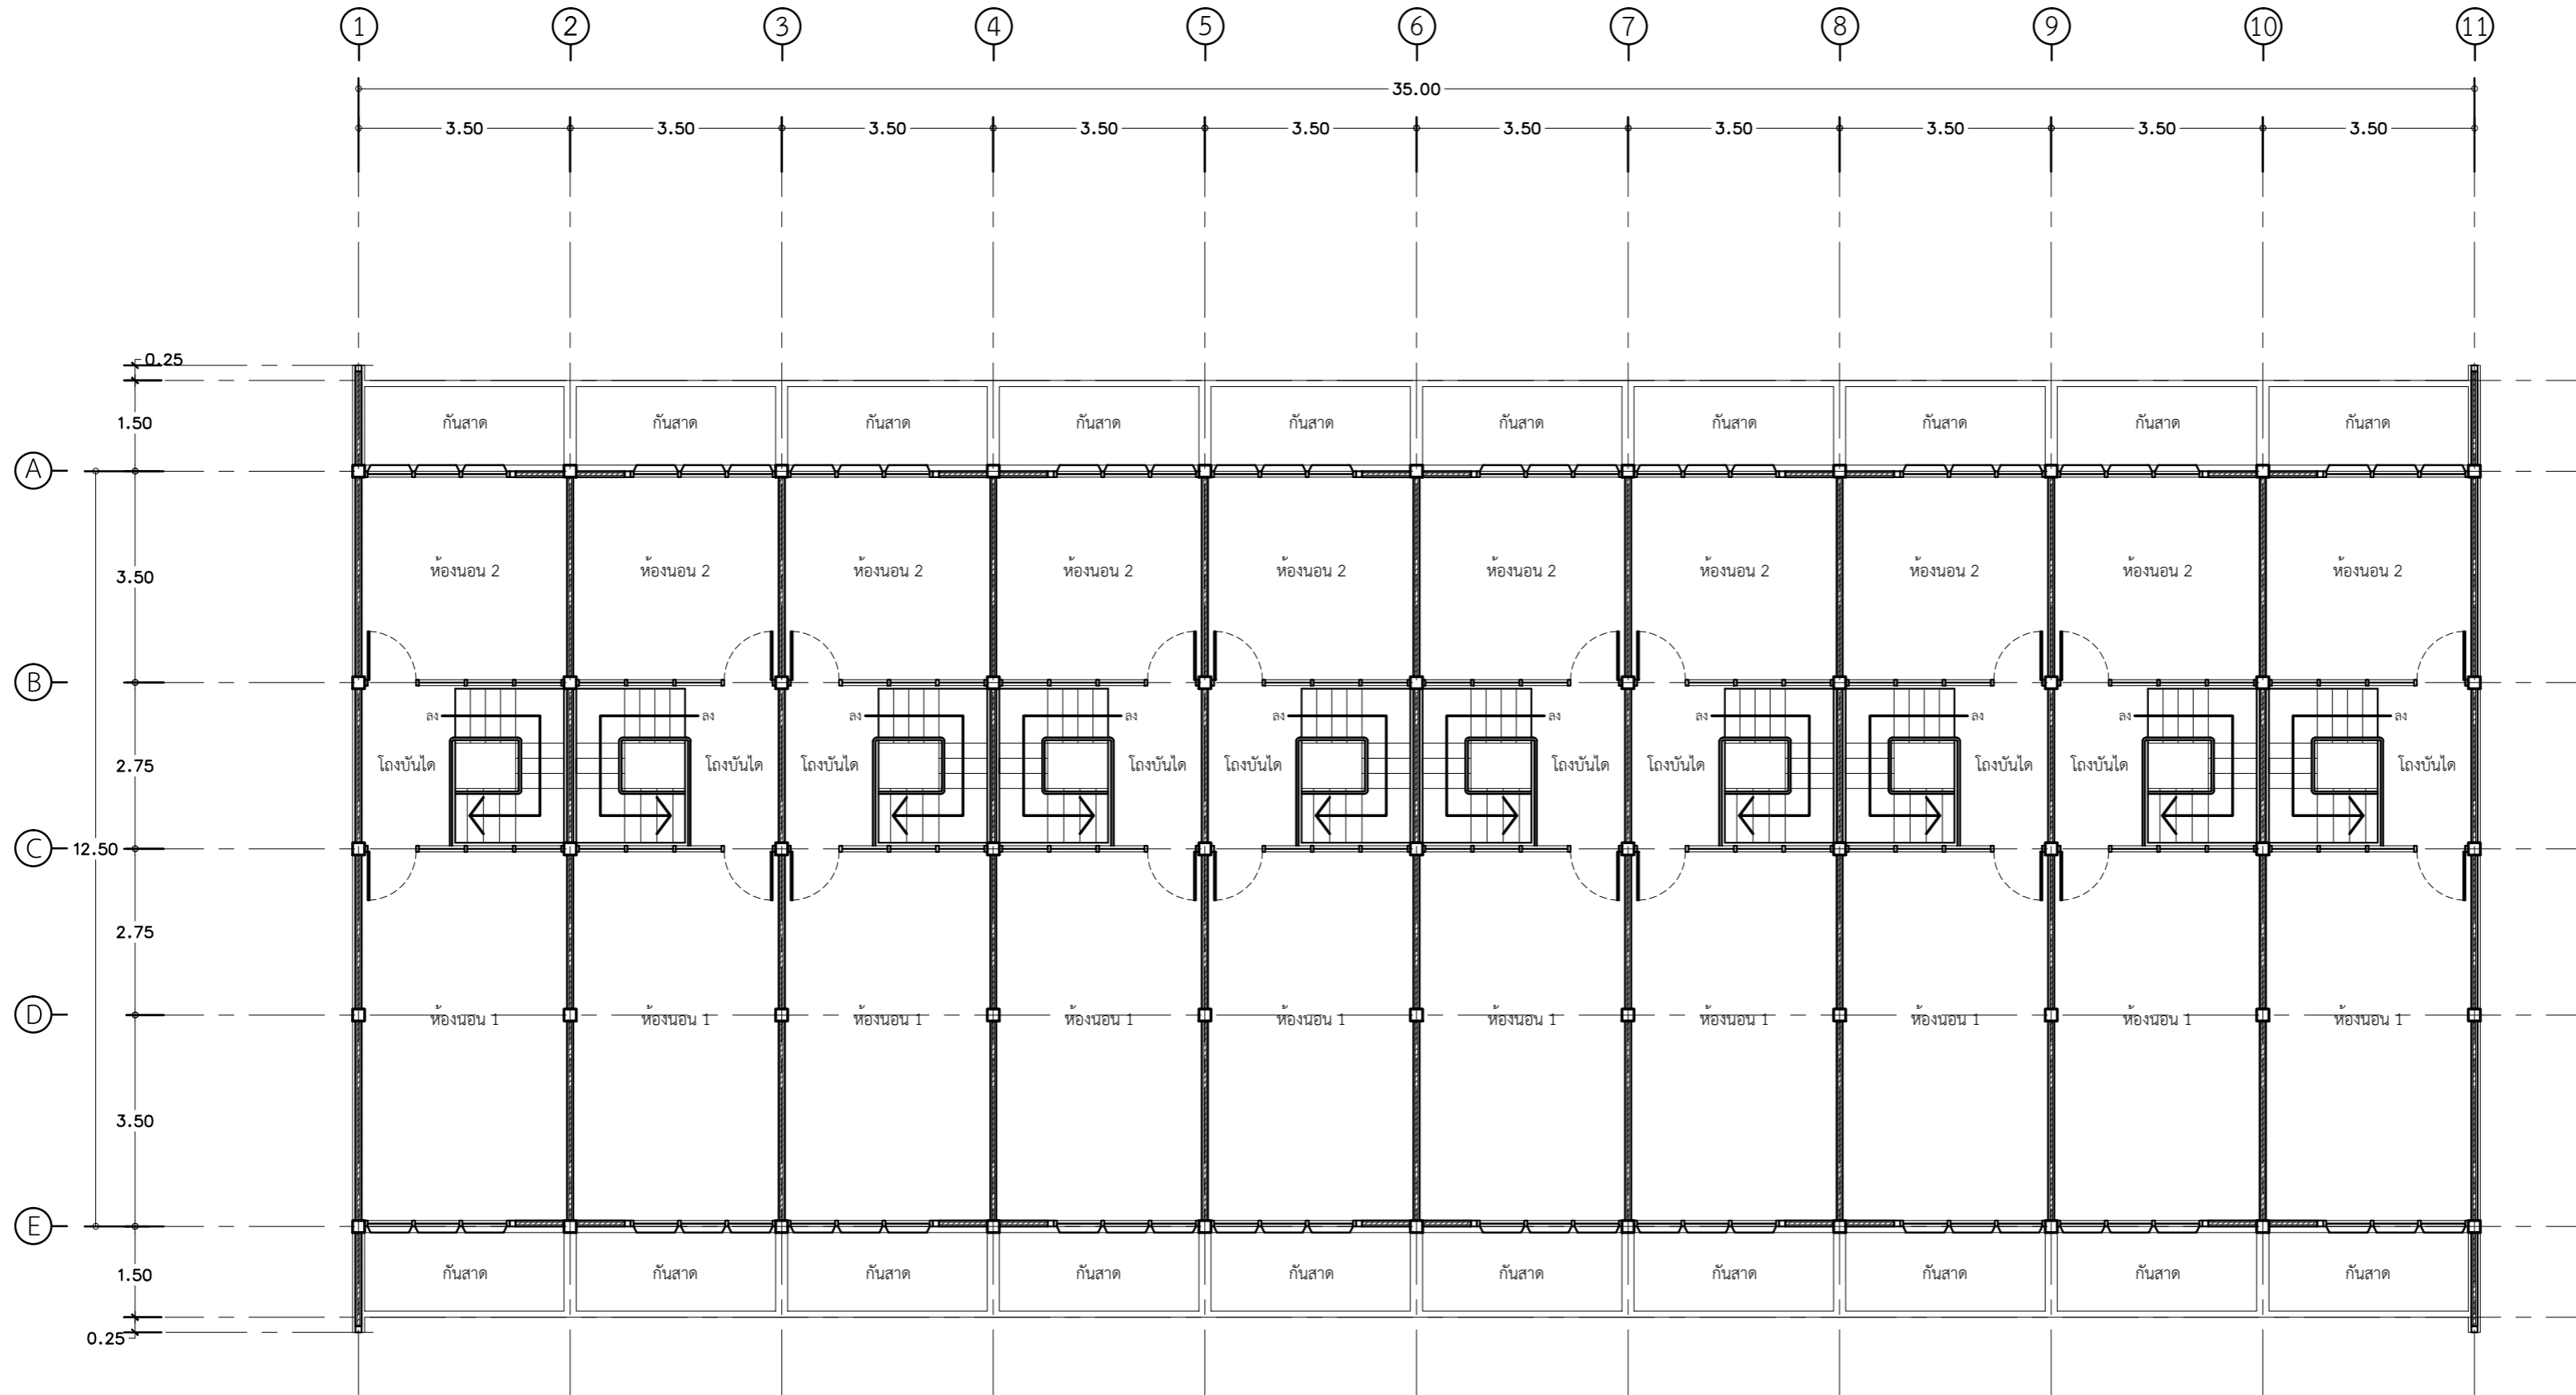 1 2 3 4 5 6 7 8 9 10 11
35.00
3.50 3.50 3.50 3.50 3.50 3.50 3.50 3.50 3.50 3.50
0.25
1.50 กันสาด กันสาด กันสาด กันสาด กันสาด กันสาด กันสาด กันสาด กันสาด กันสาด
A
3.50 ห้องนอน 2 ห้องนอน 2 ห้องนอน 2 ห้องนอน 2 ห้องนอน 2 ห้องนอน 2 ห้องนอน 2 ห้องนอน 2 ห้องนอน 2 ห้องนอน 2
B
ลง ลง ลง ลง ลง ลง ลง ลง ลง ลง
2.75 โถงบันได โถงบันได โถงบันได โถงบันได โถงบันได โถงบันได โถงบันได โถงบันได โถงบันได โถงบันได
C 12.50
2.75
D ห้องนอน 1 ห้องนอน 1 ห้องนอน 1 ห้องนอน 1 ห้องนอน 1 ห้องนอน 1 ห้องนอน 1 ห้องนอน 1 ห้องนอน 1 ห้องนอน 1
3.50
E
1.50 กันสาด กันสาด กันสาด กันสาด กันสาด กันสาด กันสาด กันสาด กันสาด กันสาด
0.25